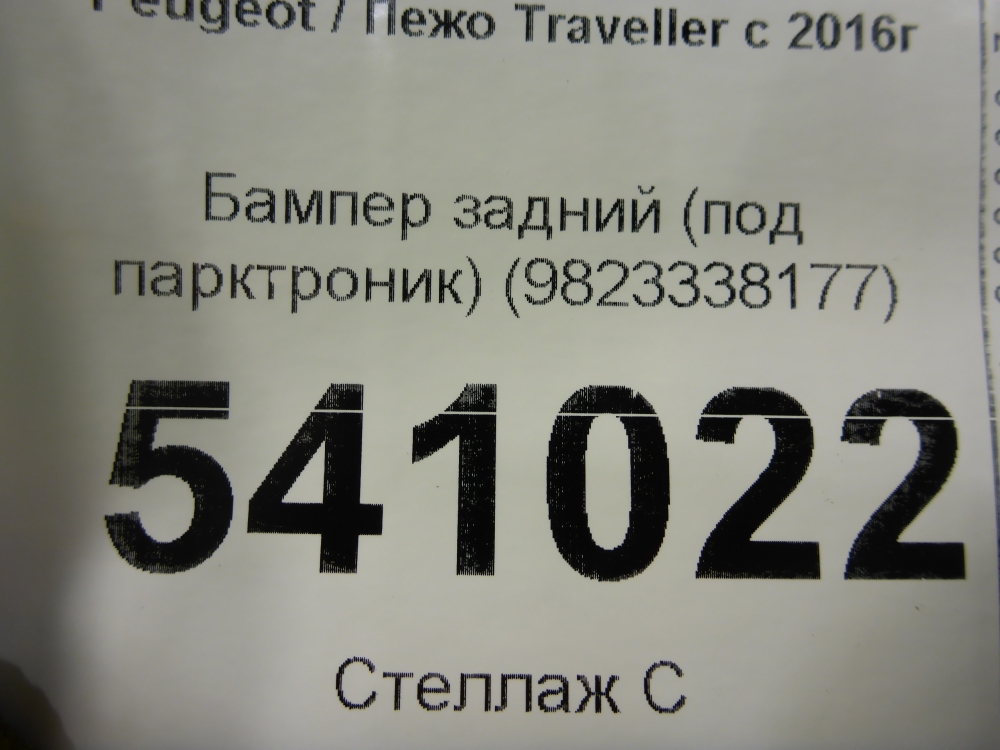 Peugeot / Пежо Traveller с 2016г
Бампер задний (под
парктроник) (9823338177)
541022
Стеллаж С